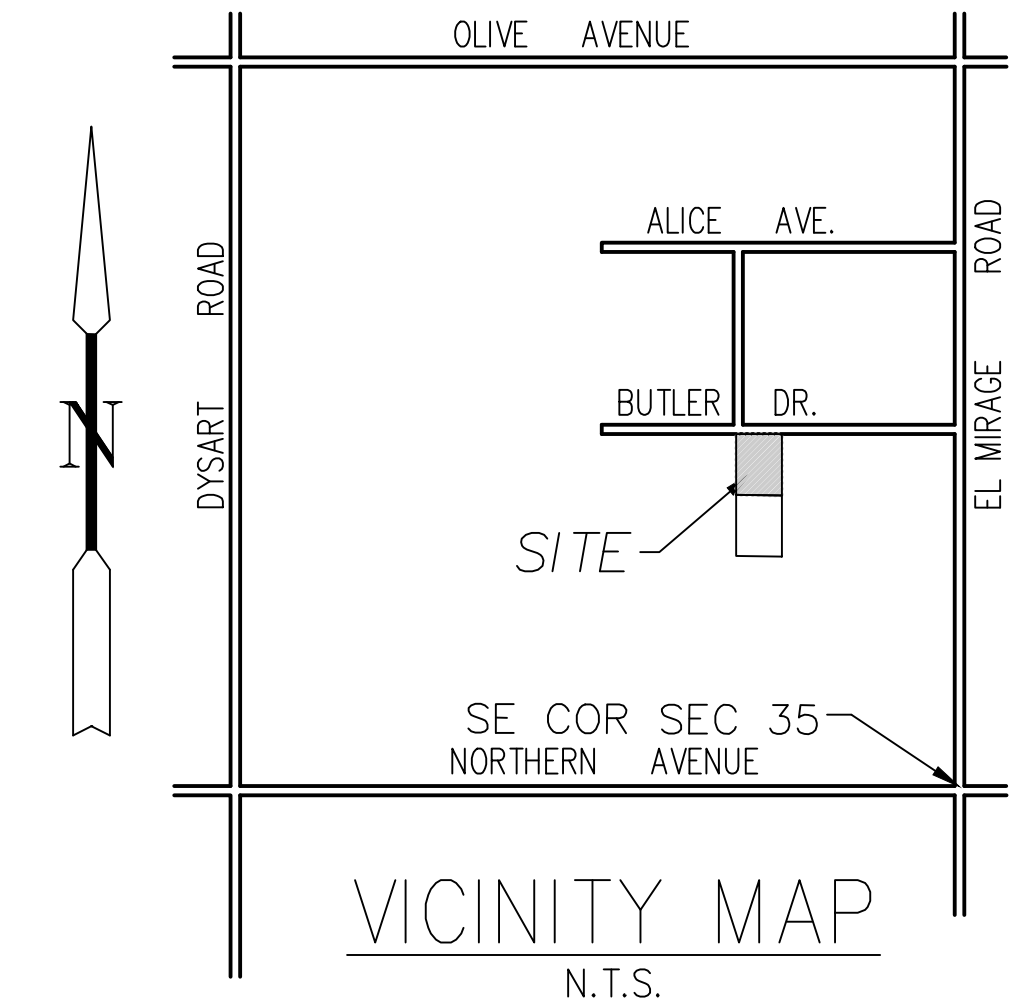 OLIVE AVENUE
ALICE AVE.
DYSART ROAD
EL MIRAGE ROAD
N
BUTLER DR.
SITE
SE COR SEC 35
NORTHERN AVENUE
VICINITY MAP
N.T.S.